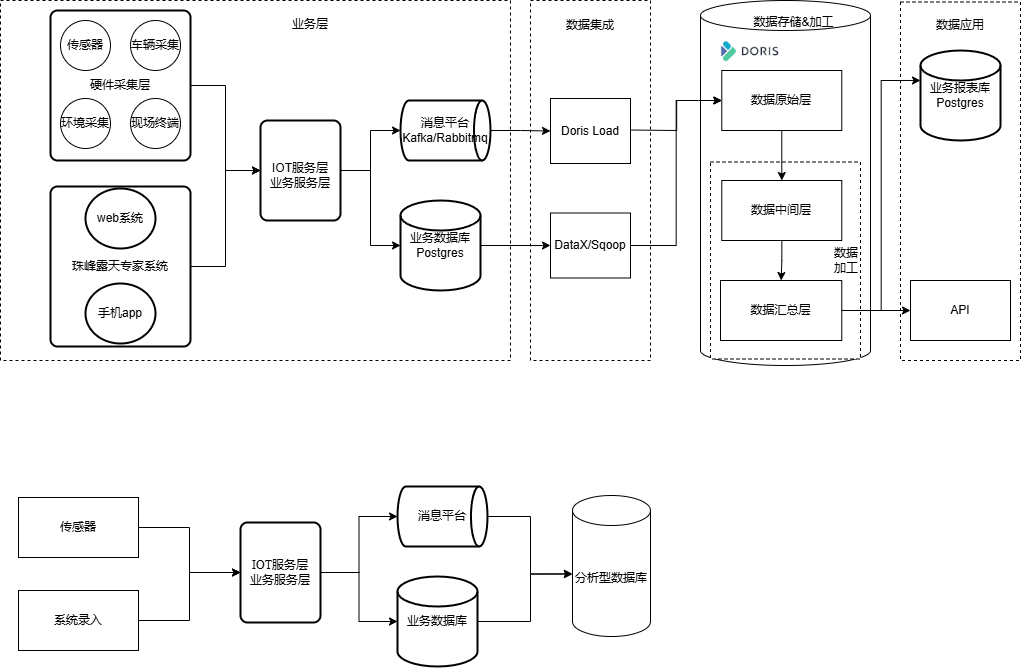 业务层
传感器
车辆采集
硬件采集层
环境采集
现场终端
web系统
珠峰露天专家系统
手机app
IOT服务层
业务服务层
消息平台
Kafka/Rabbitmq
业务数据库
Postgres
数据集成
Doris Load
DataX/Sqoop
数据存储&加工
DORIS
数据原始层
数据中间层
数据
加工
数据汇总层
数据应用
业务报表库
Postgres
API
传感器
系统录入
IOT服务层
业务服务层
消息平台
业务数据库
分析型数据库